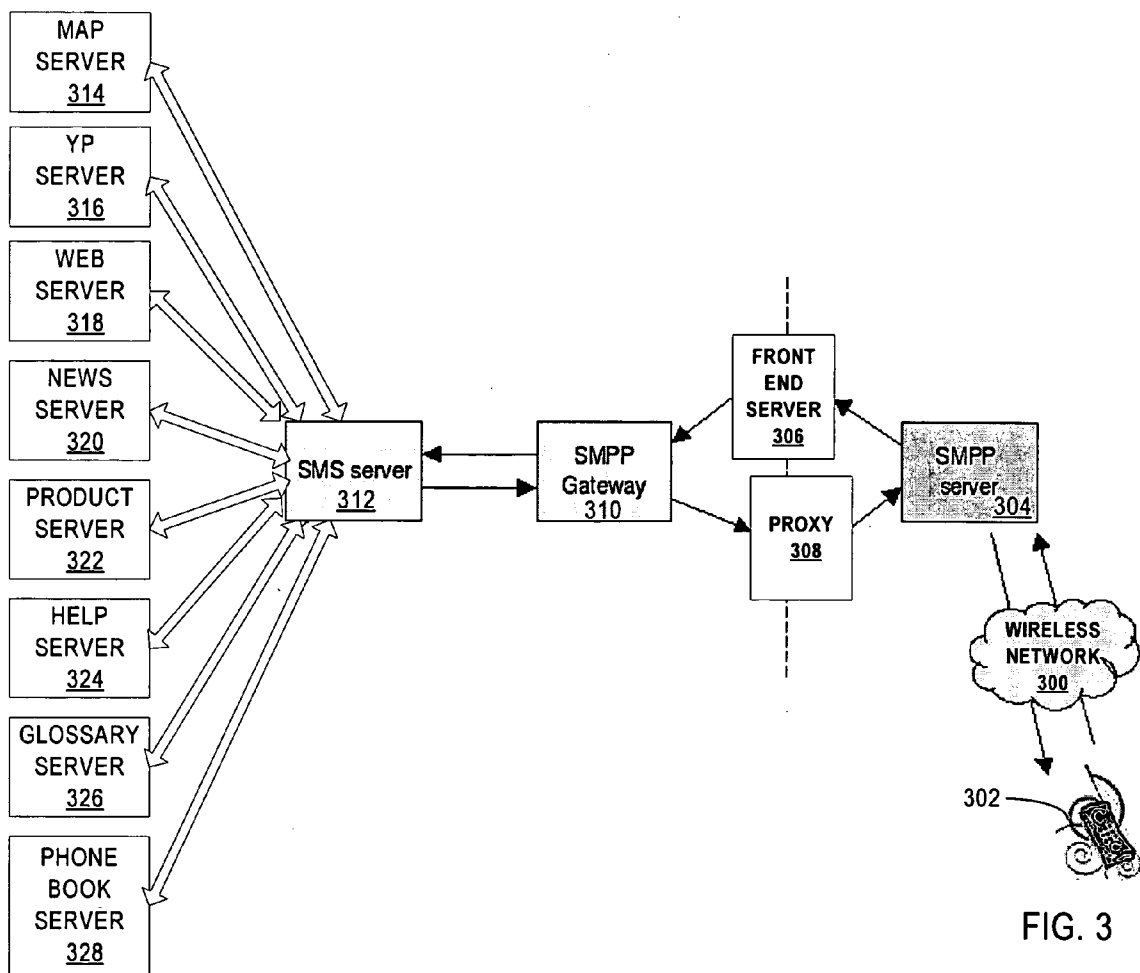 MAP
SERVER
314
YP
SERVER
316
WEB
SERVER
318
NEWS
SERVER
320
PRODUCT
SERVER
322
HELP
SERVER
324
GLOSSARY
SERVER
326
PHONE
BOOK
SERVER
328
SMS server
312
SMPP
Gateway
310
FRONT
END
SERVER
306
PROXY
308
SMPP
server
304
WIRELESS
NETWORK
300
302
FIG. 3